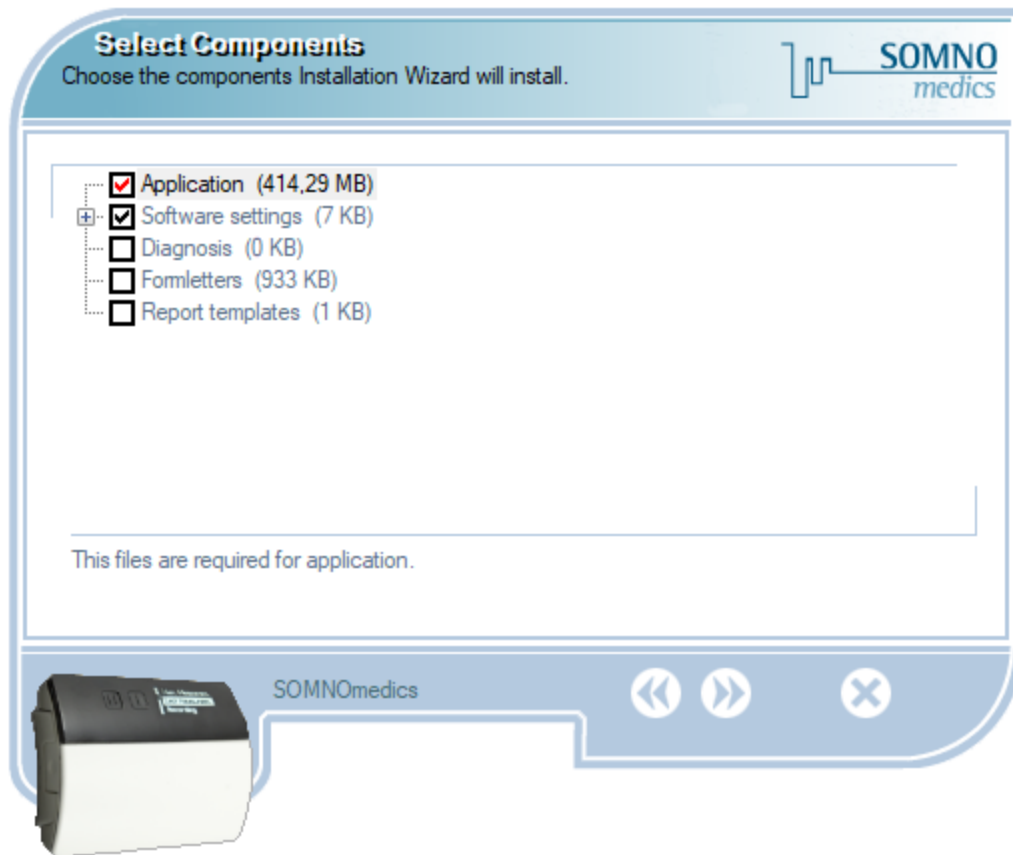 Select Components
Choose the components Installation Wizard will install.
SOMNO
medics
Application (414,29 MB)
Software settings (7 KB)
Diagnosis (0 KB)
Formletters (933 KB)
Report templates (1 KB)
This files are required for application.
SOMNOmedics